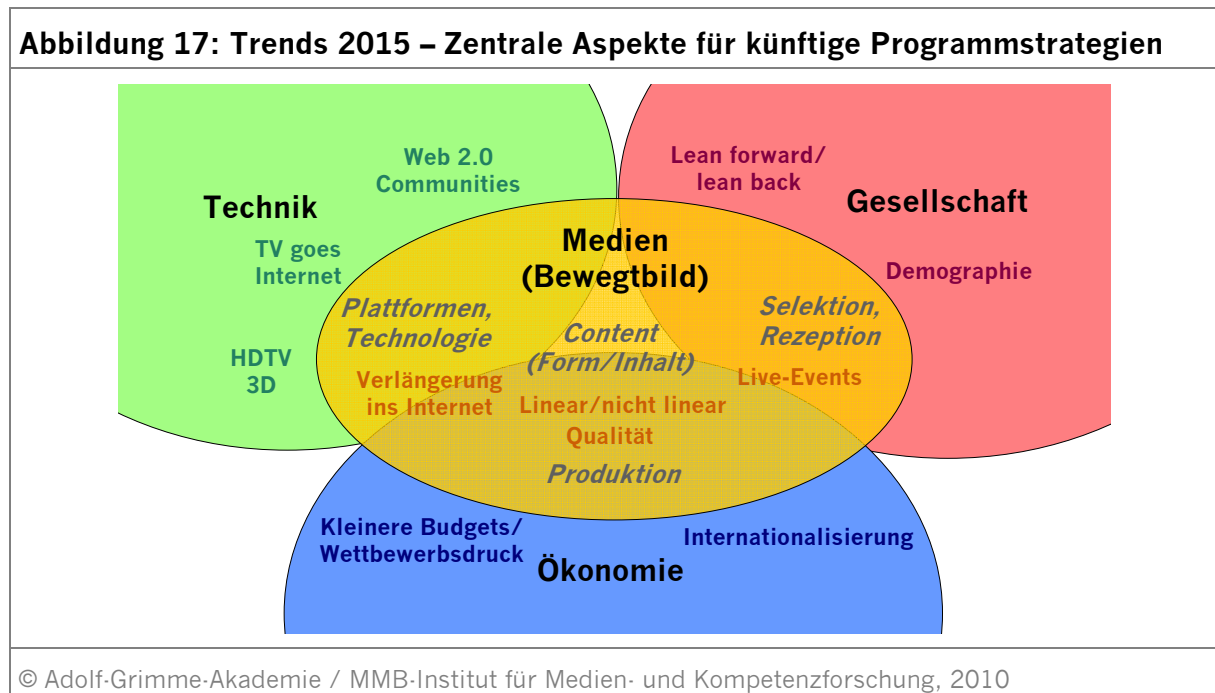 Abbildung 17: Trends 2015 – Zentrale Aspekte für künftige Programmstrategien
Web 2.0
Communities
Lean forward/
lean back
Technik
Gesellschaft
TV goes
Internet
Medien
(Bewegtbild)
Demographie
Plattformen,
Technologie
Selektion,
Rezeption
Content
(Form/Inhalt)
HDTV
3D
Verlängerung
ins Internet
Live-Events
Linear/nicht linear
Qualität
Produktion
Kleinere Budgets/
Wettbewerbsdruck
Internationalisierung
Ökonomie
© Adolf-Grimme-Akademie / MMB-Institut für Medien- und Kompetenzforschung, 2010